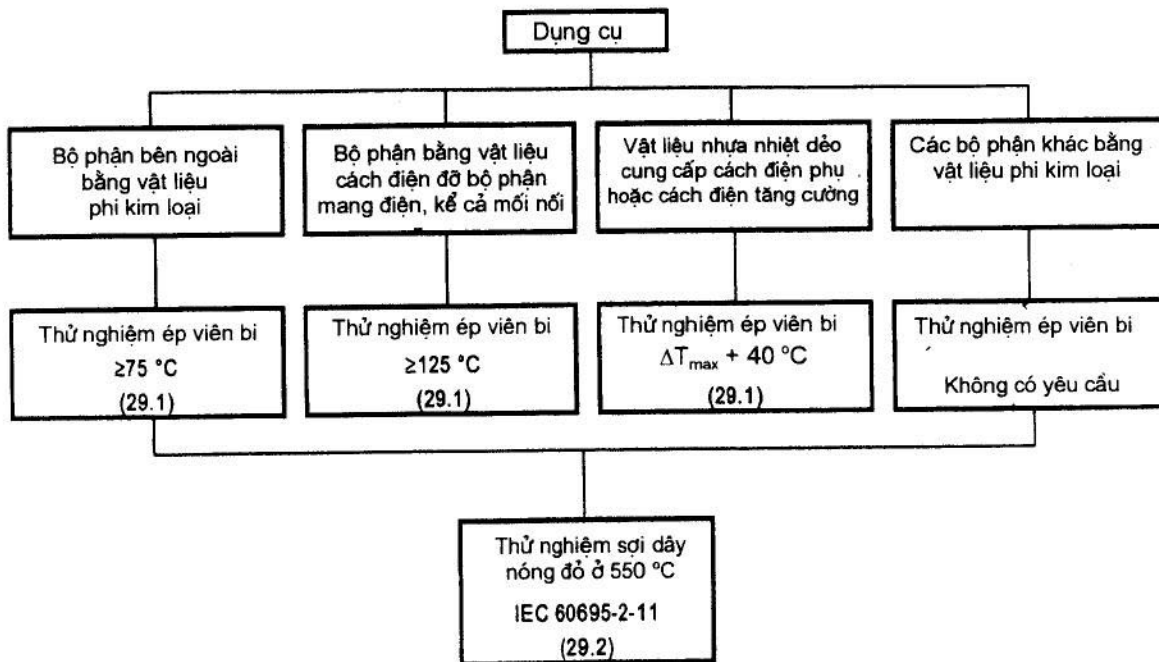 Dụng cụ
Bộ phận bên ngoài
bằng vật liệu
phi kim loại
Bộ phận bằng vật liệu
cách điện đỡ bộ phận
mang điện, kể cả mối nối
Vật liệu nhựa nhiệt dẻo
cung cấp cách điện phụ
hoặc cách điện tăng cường
Các bộ phận khác bằng
vật liệu phi kim loại
Thử nghiệm ép viên bi
≥75 °C
(29.1)
Thử nghiệm ép viên bi
≥125 °C
(29.1)
Thử nghiệm ép viên bi
ΔTmax + 40 °C
(29.1)
Thử nghiệm ép viên bi
Không có yêu cầu
Thử nghiệm sợi dây
nóng đỏ ở 550 °C
IEC 60695-2-11
(29.2)